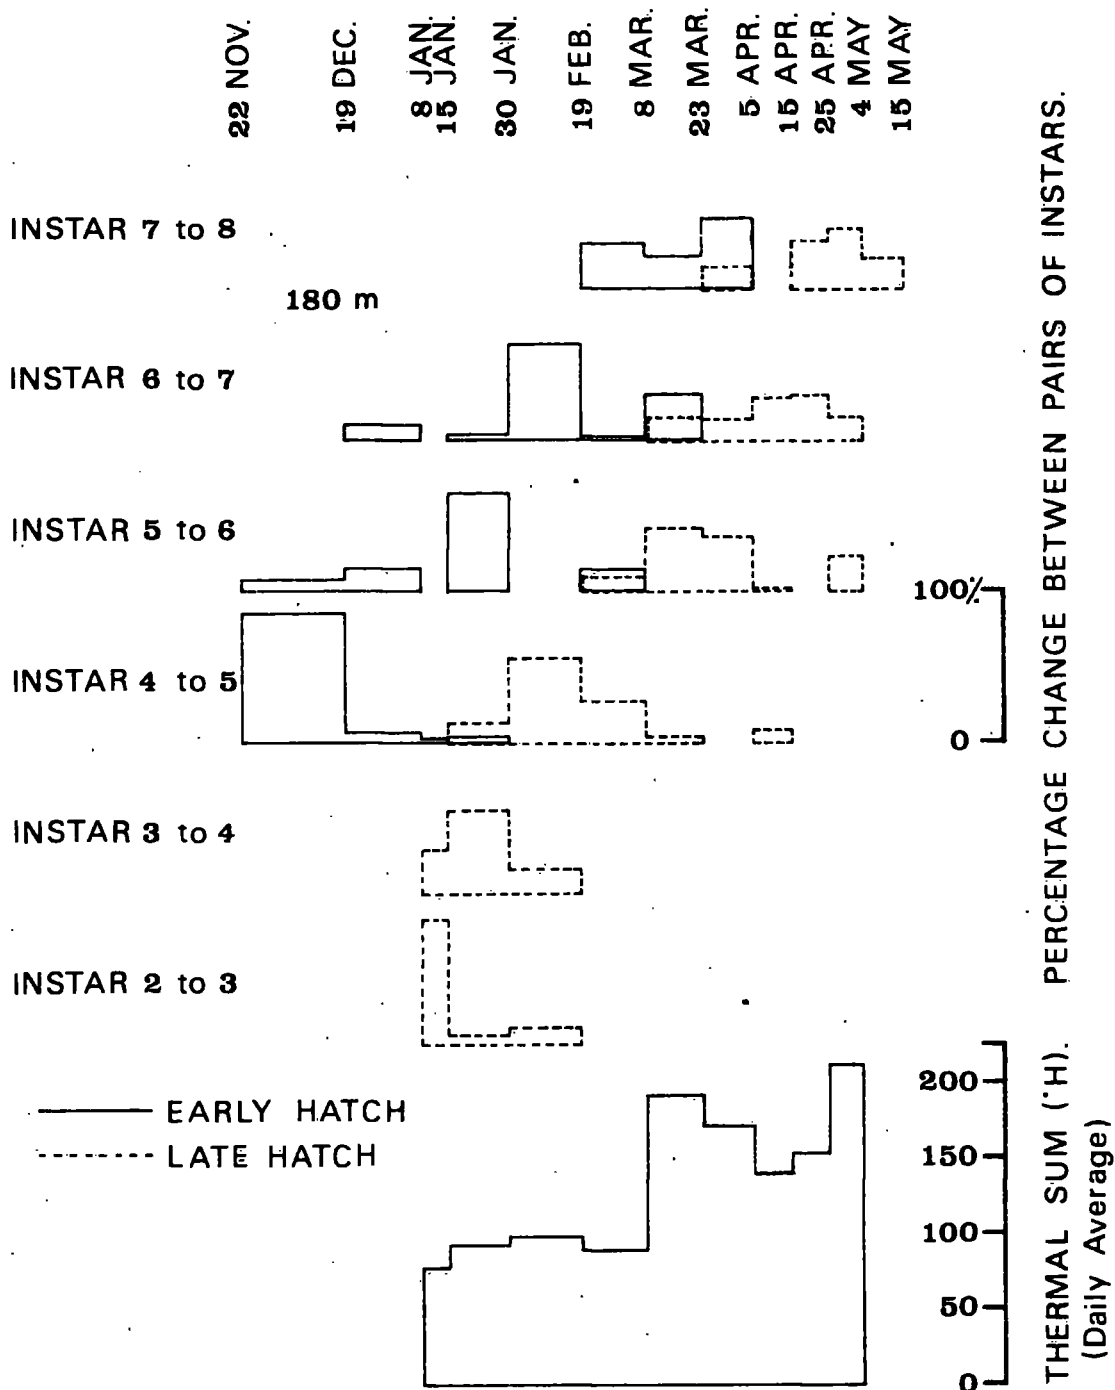 22 NOV.
19 DEC.
8 JAN.
15 JAN.
30 JAN.
19 FEB.
8 MAR.
23 MAR.
5 APR.
15 APR.
25 APR.
4 MAY
15 MAY
INSTAR 7 to 8
180 m
INSTAR 6 to 7
INSTAR 5 to 6
INSTAR 4 to 5
INSTAR 3 to 4
INSTAR 2 to 3
100%
0
PERCENTAGE CHANGE BETWEEN PAIRS OF INSTARS.
EARLY HATCH
LATE HATCH
200
150
100
50
0
THERMAL SUM (°H).
(Daily Average)